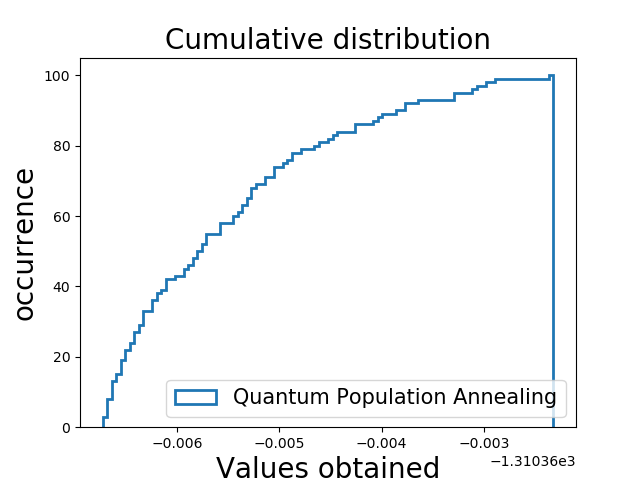 Cumulative distribution
100
80
60
40
20
0
occurrence
Quantum Population Annealing
−0.006 −0.005 −0.004 −0.003
−1.31036e3
Values obtained